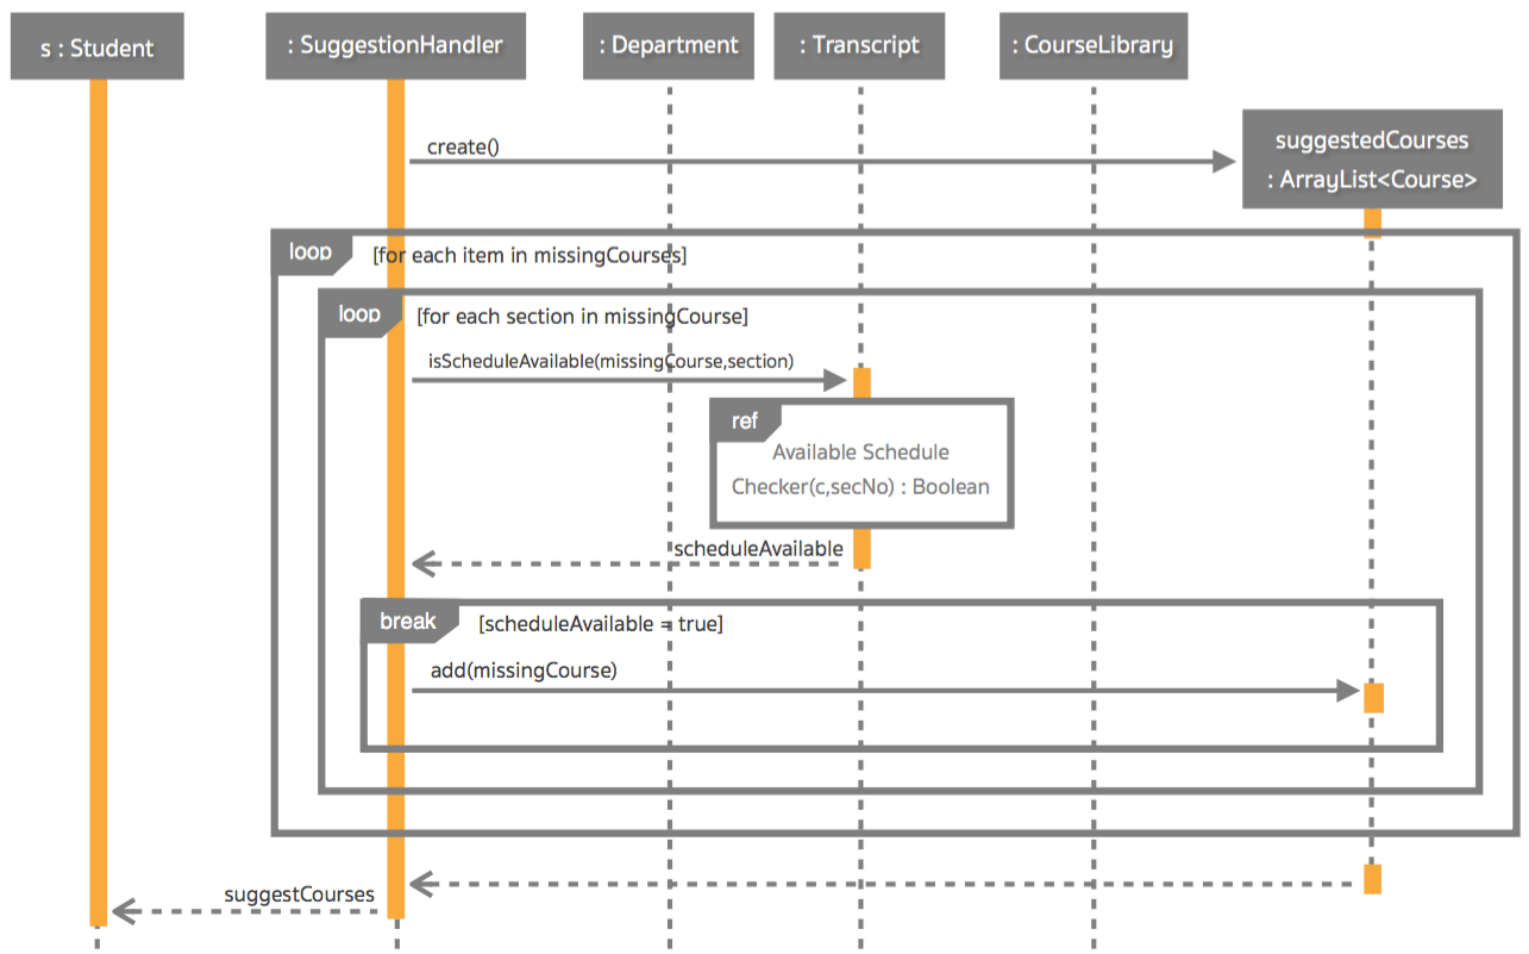 s : Student
: SuggestionHandler
: Department
: Transcript
: CourseLibrary
create()
suggestedCourses
: ArrayList<Course>
loop
[for each item in missingCourses]
loop
[for each section in missingCourse]
isScheduleAvailable(missingCourse,section)
ref
Available Schedule
Checker(c,secNo) : Boolean
scheduleAvailable
break
[scheduleAvailable = true]
add(missingCourse)
suggestCourses